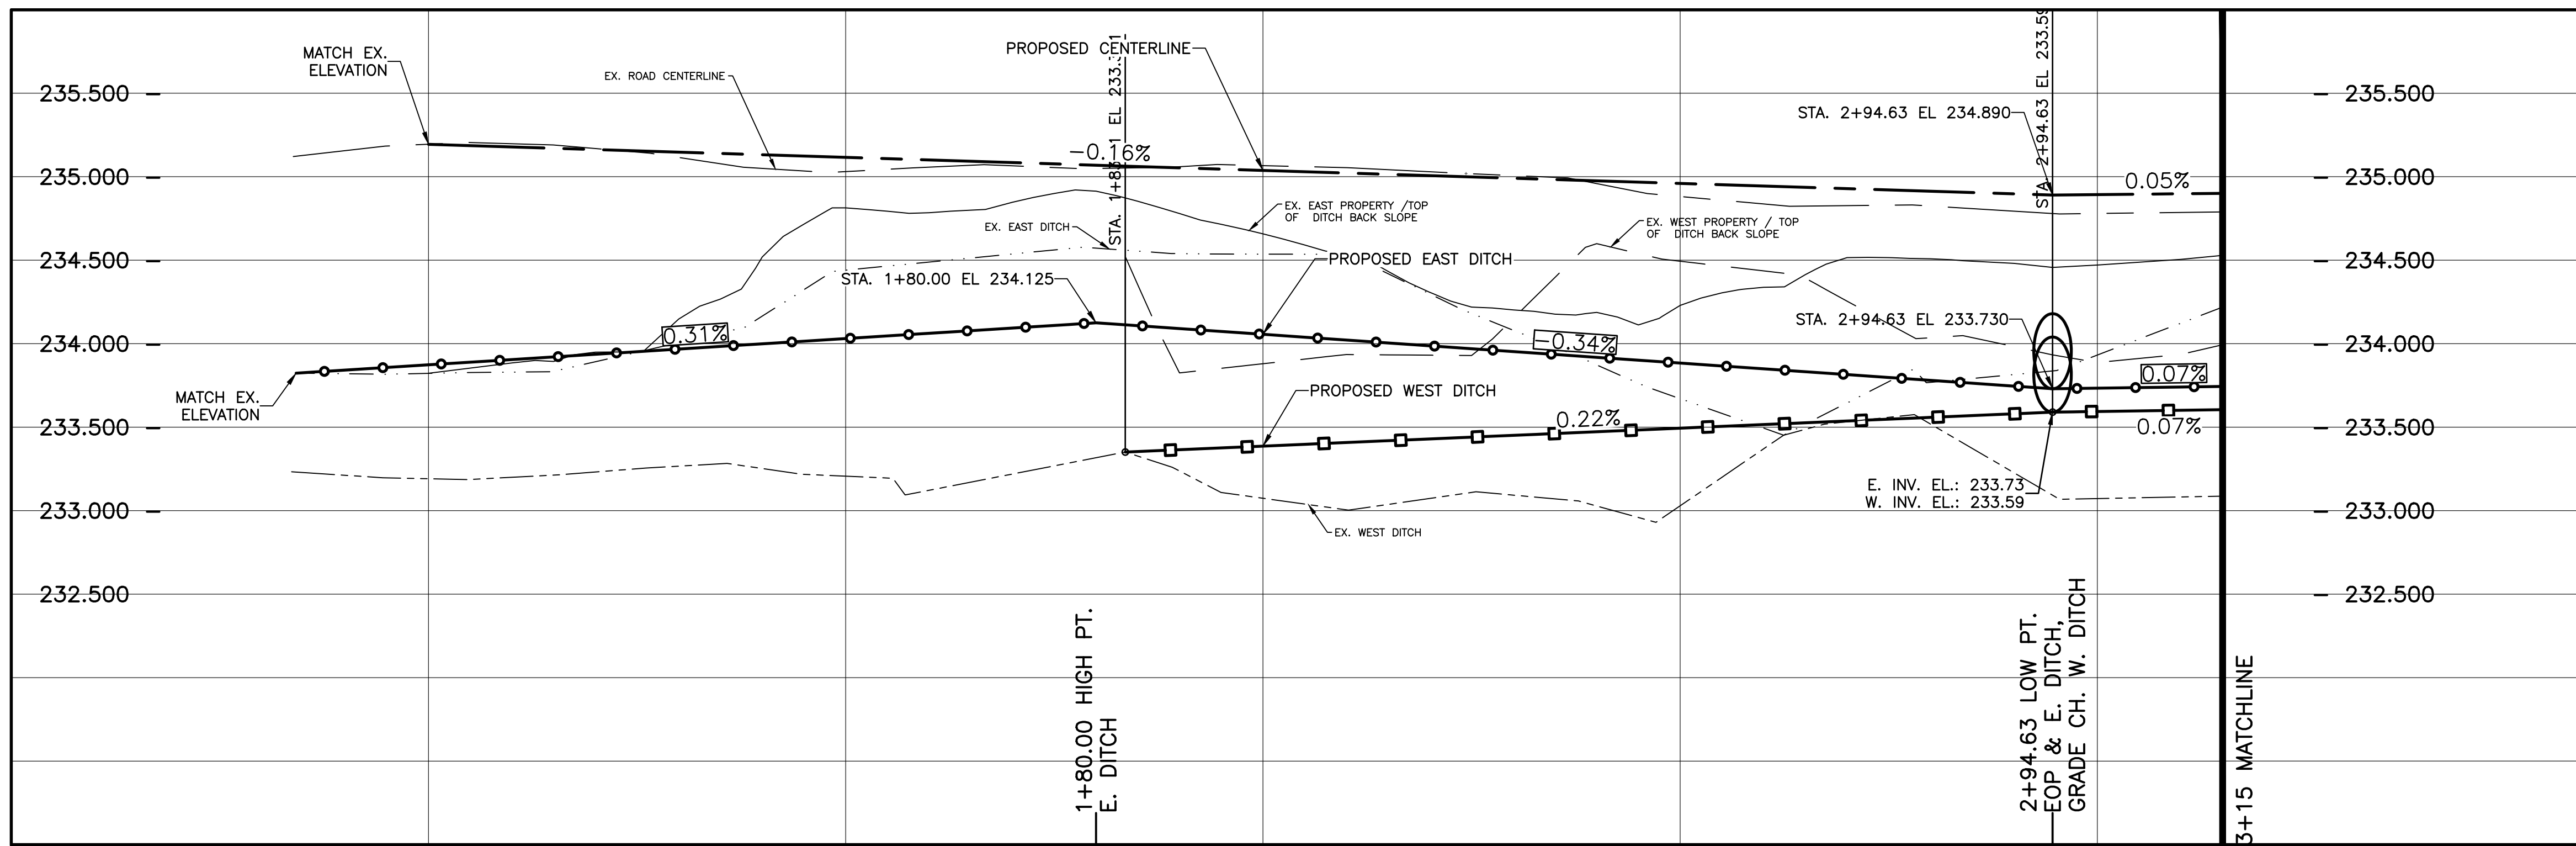 MATCH EX.
ELEVATION
EX. ROAD CENTERLINE
PROPOSED CENTERLINE
235.500
235.500
STA. 2+94.63 EL 234.890
-0.16%
235.000
235.000
0.05%
EX. EAST PROPERTY /TOP
OF DITCH BACK SLOPE
EX. EAST DITCH
EX. WEST PROPERTY / TOP
OF DITCH BACK SLOPE
234.500
234.500
PROPOSED EAST DITCH
STA. 1+80.00 EL 234.125
STA. 2+94.63 EL 233.730
0.31%
-0.34%
234.000
234.000
0.07%
MATCH EX.
ELEVATION
PROPOSED WEST DITCH
0.22%
233.500
233.500
0.07%
E. INV. EL.: 233.73
W. INV. EL.: 233.59
233.000
233.000
EX. WEST DITCH
232.500
232.500
STA. EL
STA. 2+94.63 EL 233.59
1+80.00 HIGH PT.
E. DITCH
2+94.63 LOW PT.
EOP & E. DITCH,
GRADE CH. W. DITCH
3+15 MATCHLINE